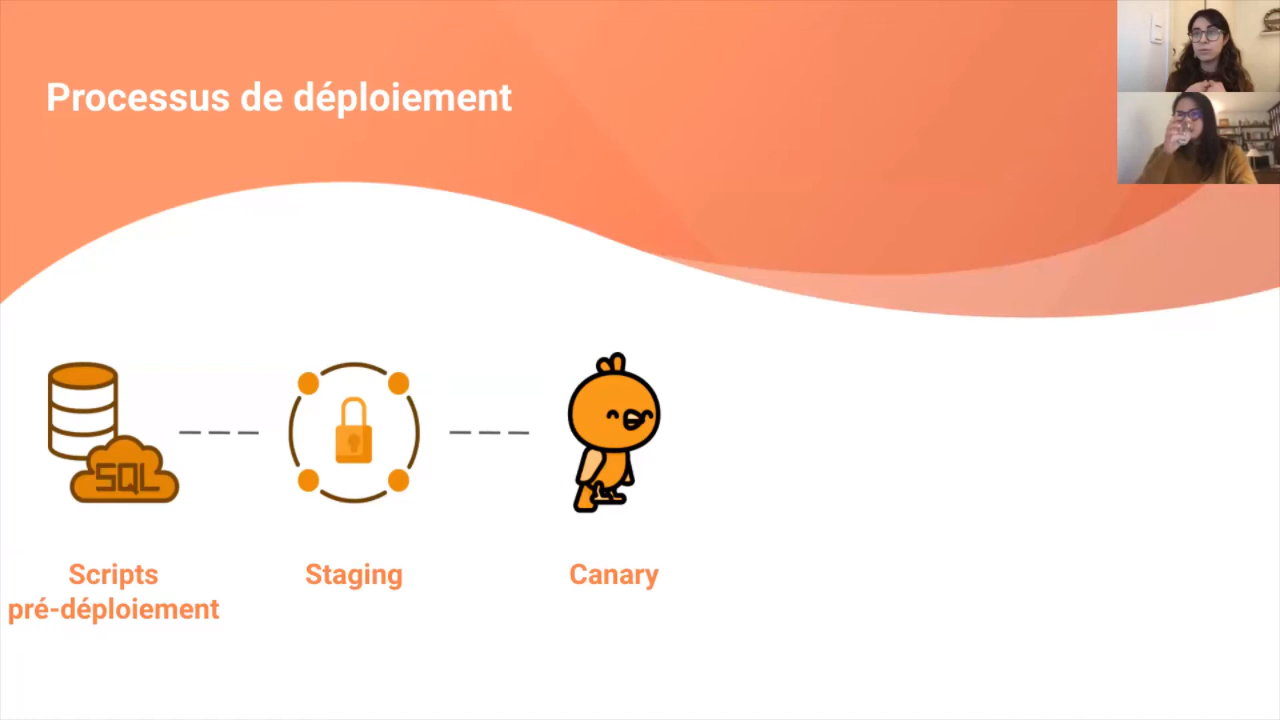 Processus de déploiement
SQL
Scripts
pré-déploiement
Staging
Canary